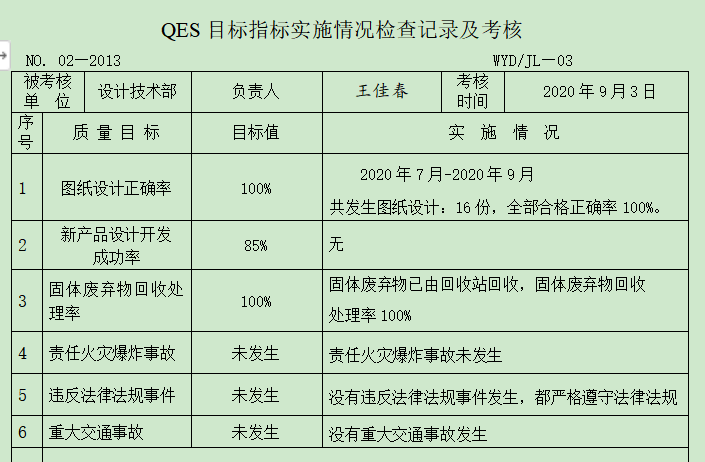 QES 目标指标实施情况检查记录及考核
NO. 02—2013 WYD/JL—03
被考核单 位 设计技术部 负责人 王佳春 考核时间 2020 年 9 月 3 日
序号 质 量 目 标 目标值 实 施 情 况
1 图纸设计正确率 100% 2020 年 7 月-2020 年 9 月
共发生图纸设计：16 份，全部合格正确率 100%。
2 新产品设计开发成功率 85% 无
3 固体废弃物回收处理率 100% 固体废弃物已由回收站回收，固体废弃物回收
处理率 100%
4 责任火灾爆炸事故 未发生 责任火灾爆炸事故未发生
5 违反法律法规事件 未发生 没有违反法律法规事件发生，都严格遵守法律法规
6 重大交通事故 未发生 没有重大交通事故发生